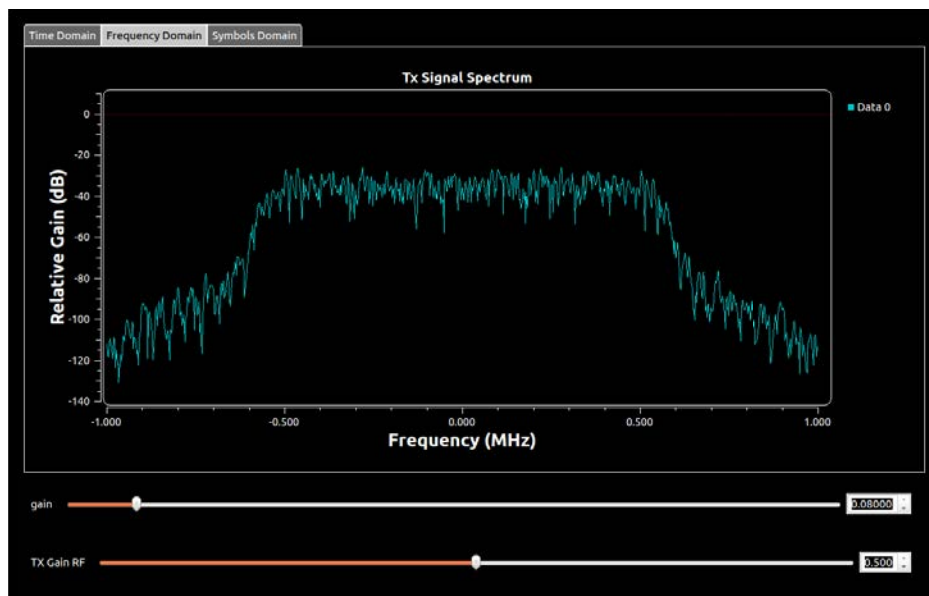 Time Domain Frequency Domain Symbols Domain
Tx Signal Spectrum
Data 0
Relative Gain (dB)
0
-20
-40
-60
-80
-100
-120
-140
-1.000 -0.500 0.000 0.500 1.000
Frequency (MHz)
gain 0.08000
TX Gain RF 0.500